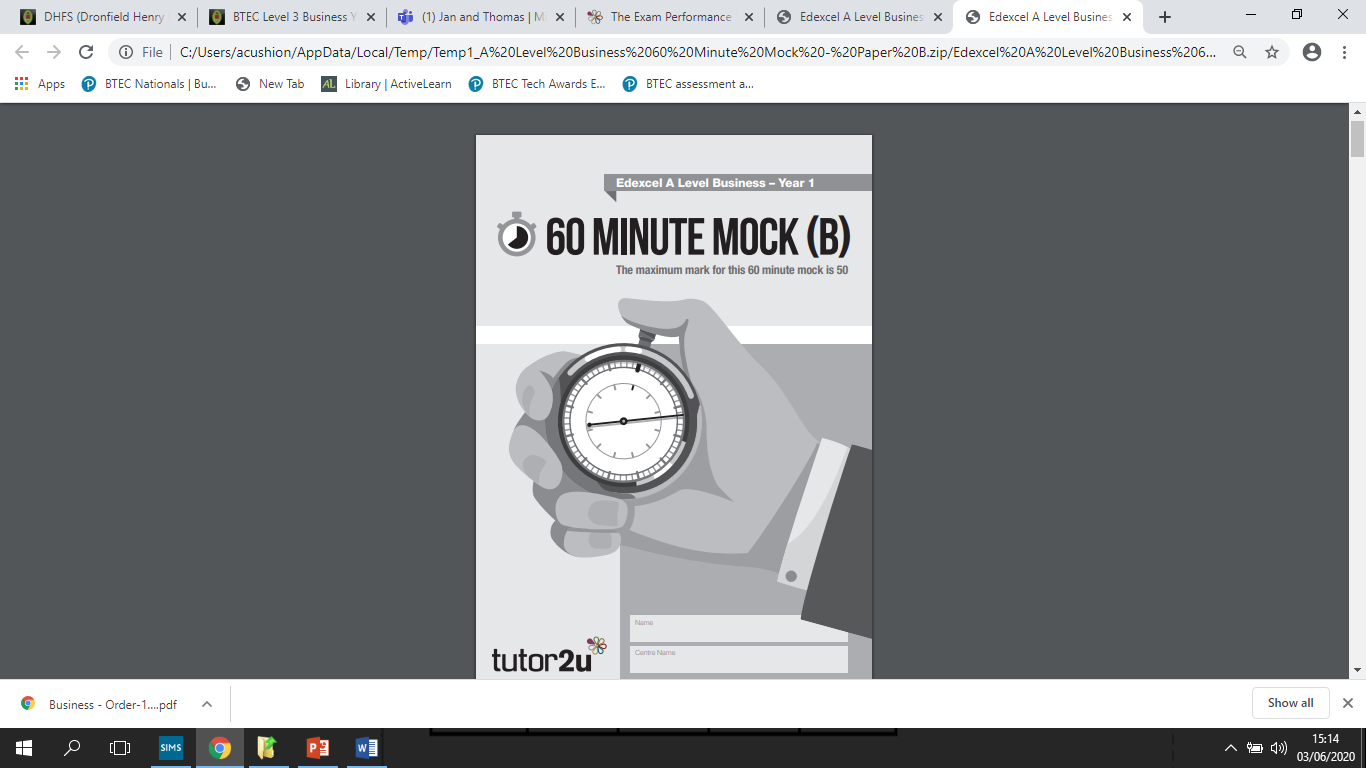 DHFS (Dronfield Henry
BTEC Level 3 Business Y
(1) Jan and Thomas | Mi
The Exam Performance
Edexcel A Level Busines
Edexcel A Level Busines
File
C:/Users/acushion/AppData/Local/Temp/Temp1_A%20Level%20Business%2060%20Minute%20Mock%20-%20Paper%20B.zip/Edexcel%20A%20Level%20Business%206...
Apps
BTEC Nationals | Bu...
New Tab
AL
Library | ActiveLearn
BTEC Tech Awards E...
BTEC assessment a...
Edexcel A Level Business – Year 1
60 MINUTE MOCK (B)
The maximum mark for this 60 minute mock is 50
Name
Centre Name
tutor2u
Business - Order-1....pdf
Show all
SIMS
15:14
03/06/2020